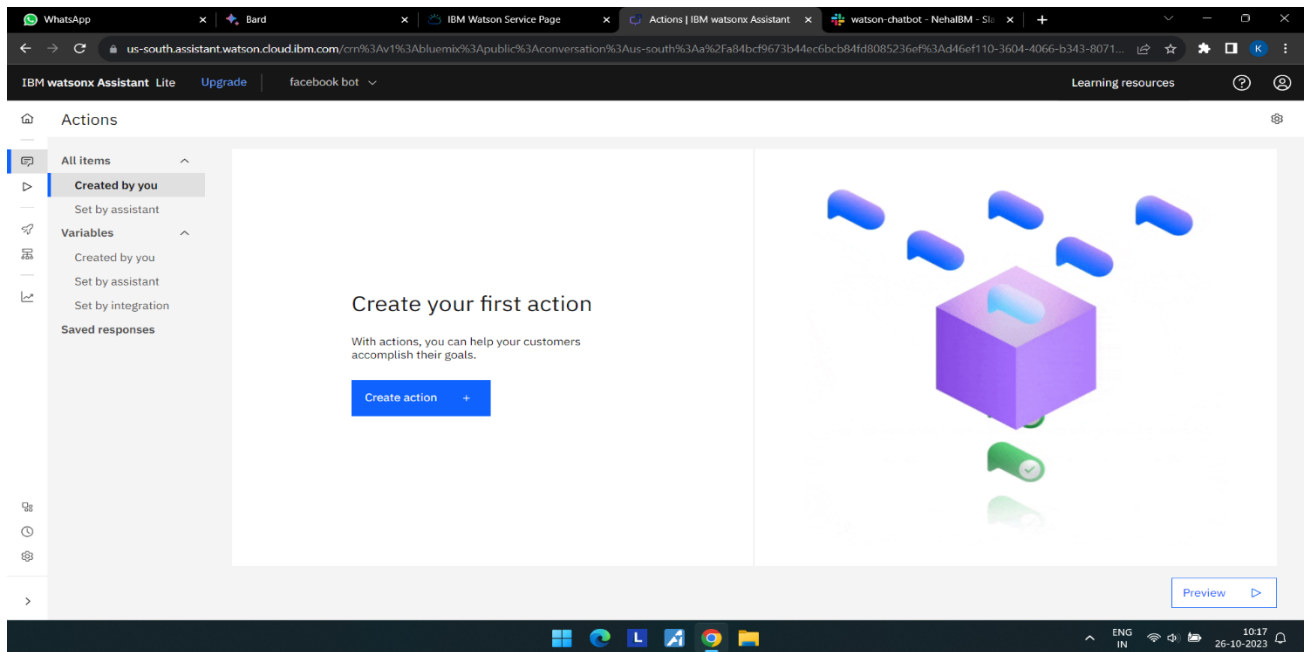 WhatsApp
Bard
IBM Watson Service Page
Actions | IBM watsonx Assistant
watson-chatbot - NehaIBM - Sla
us-south.assistant.watson.cloud.ibm.com/crn%3Av1%3Abluemix%3Apublic%3Aconversation%3Aus-south%3Aa%2Fa84bcf9673b44ec6bcb84fd8085236ef%3Ad46ef110-3604-4066-b343-8071...
K
IBM watsonx Assistant Lite
Upgrade
facebook bot
Learning resources
Actions
All items
Created by you
Set by assistant
Variables
Created by you
Set by assistant
Set by integration
Saved responses
Create your first action
With actions, you can help your customers
accomplish their goals.
Create action +
Preview
L
ENG
IN
10:17
26-10-2023